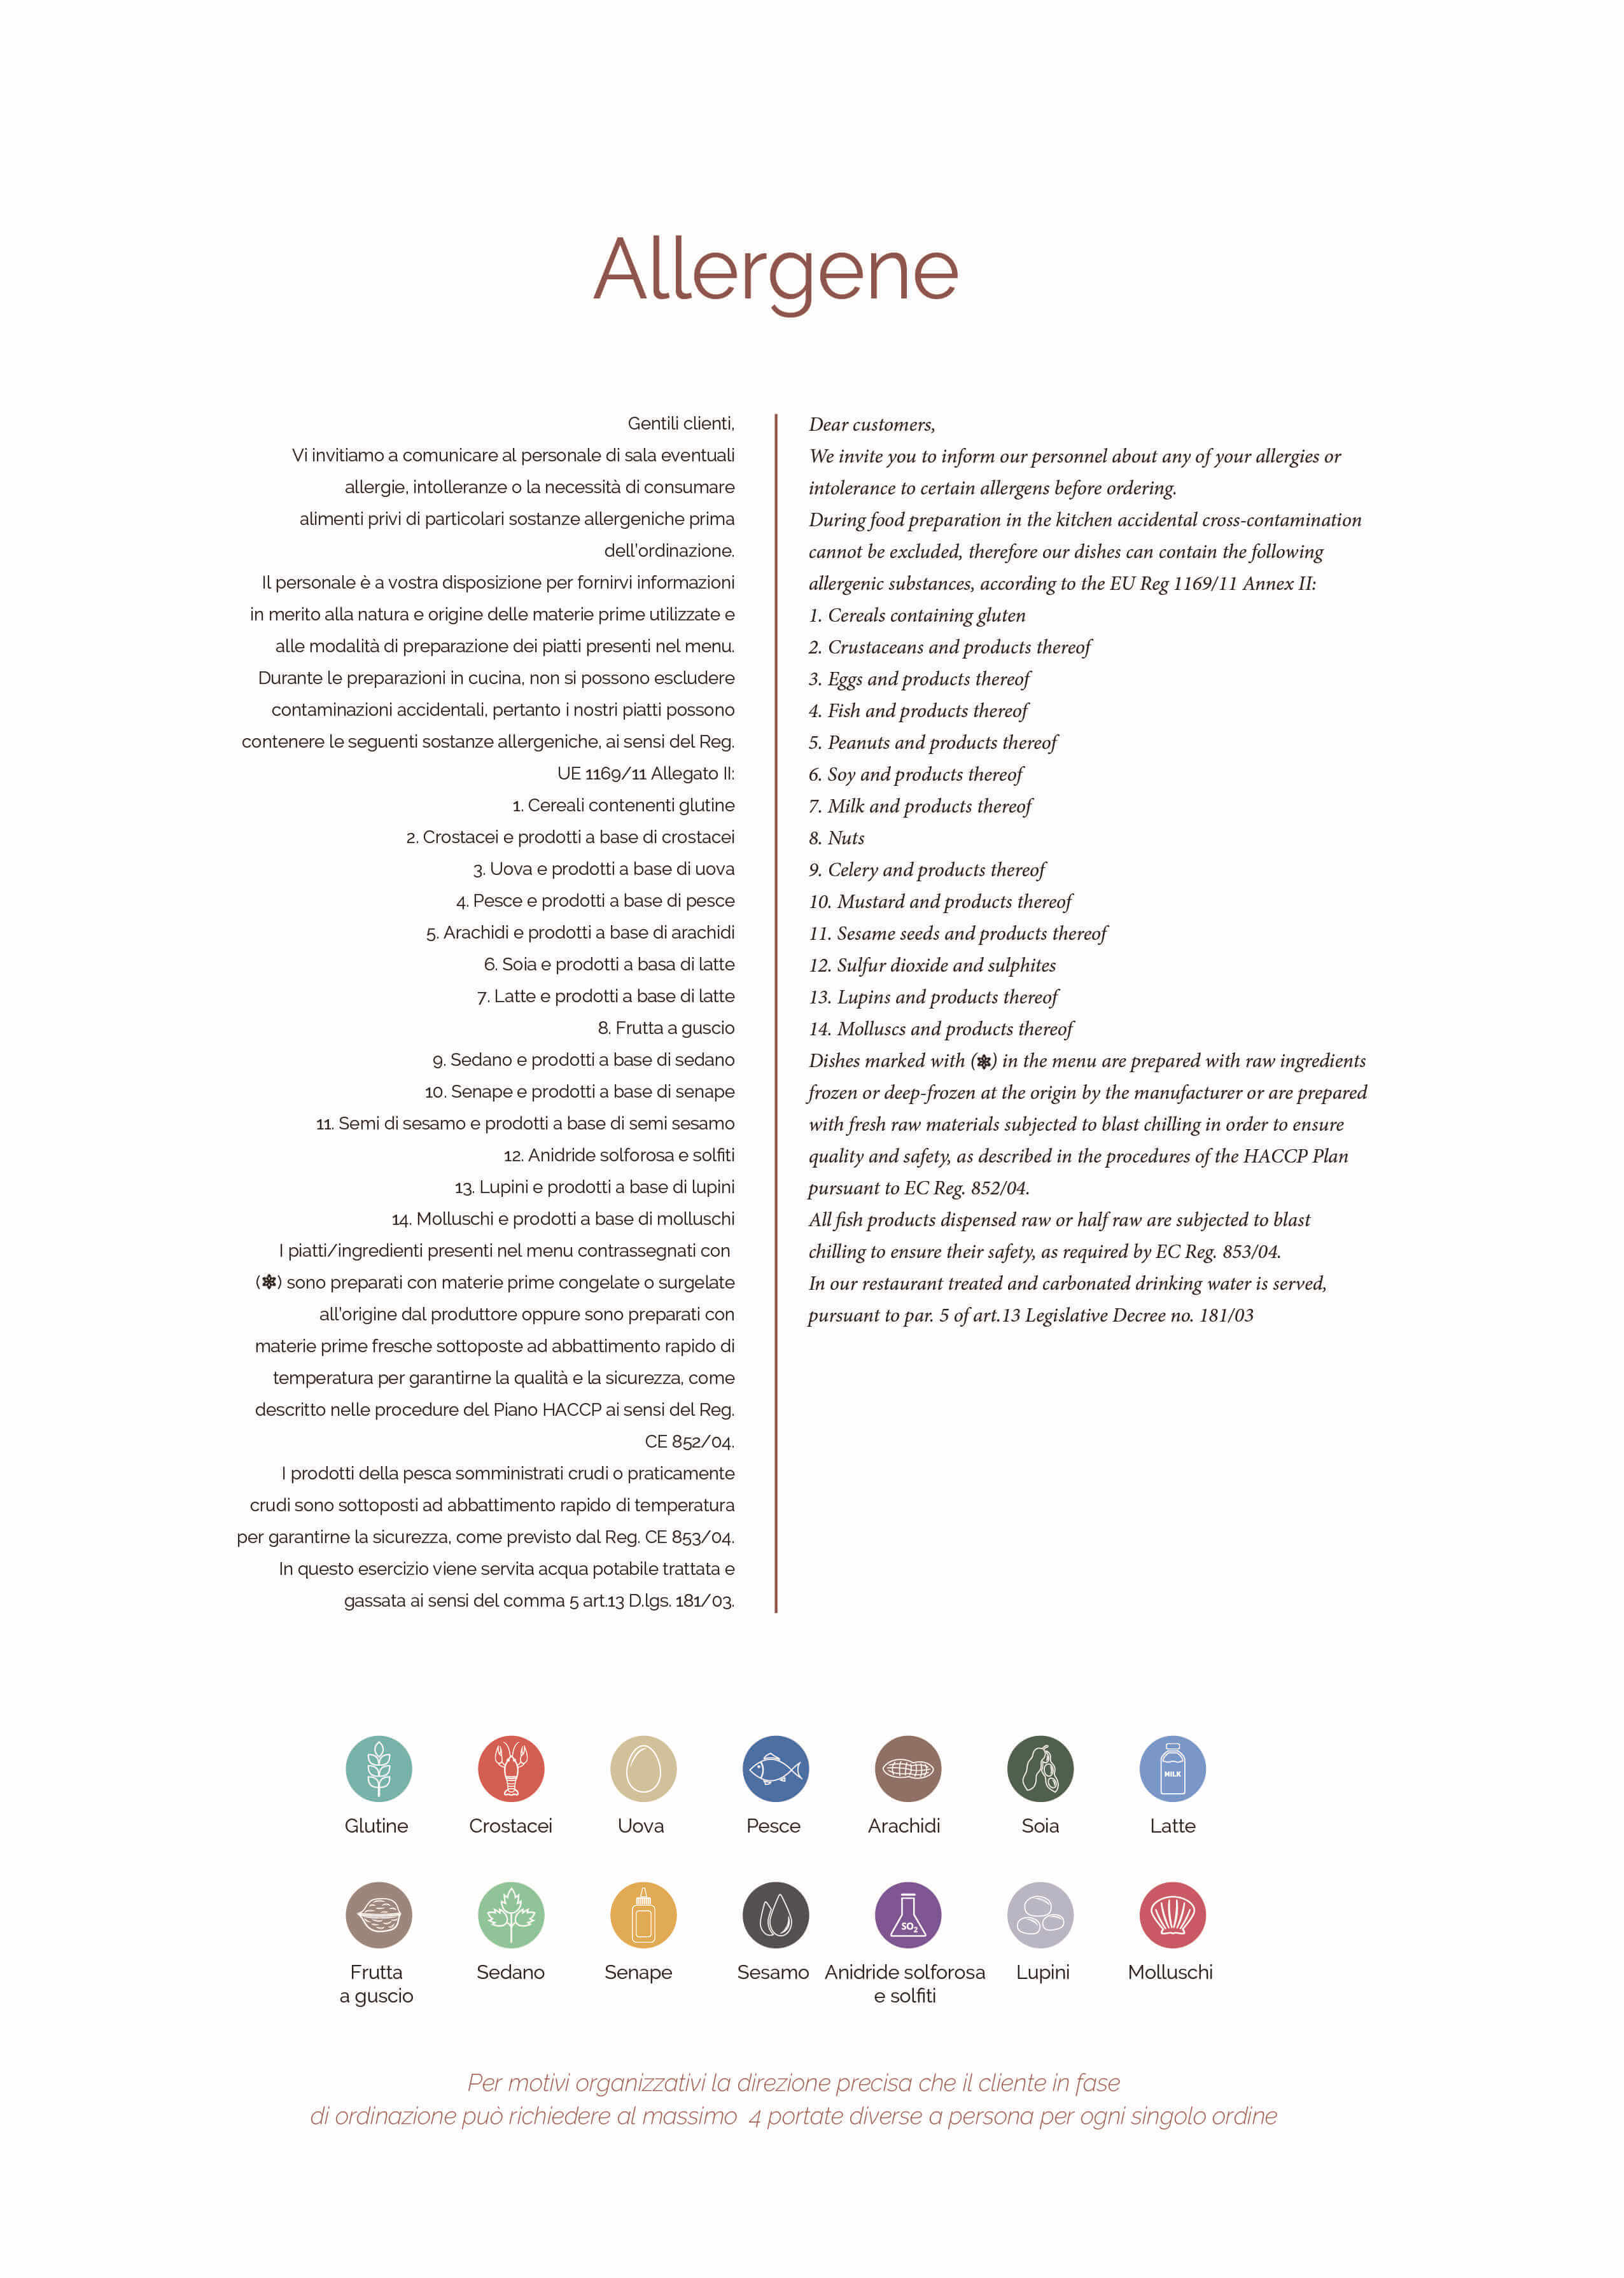 Allergene
Gentili clienti,
Vi invitiamo a comunicare al personale di sala eventuali
allergie, intolleranze o la necessità di consumare
alimenti privi di particolari sostanze allergeniche prima
dell'ordinazione.
Il personale è a vostra disposizione per fornirvi informazioni
in merito alla natura e origine delle materie prime utilizzate e
alle modalità di preparazione dei piatti presenti nel menu.
Durante le preparazioni in cucina, non si possono escludere
contaminazioni accidentali, pertanto i nostri piatti possono
contenere le seguenti sostanze allergeniche, ai sensi del Reg.
UE 1169/11 Allegato II:
1. Cereali contenenti glutine
2. Crostacei e prodotti a base di crostacei
3. Uova e prodotti a base di uova
4. Pesce e prodotti a base di pesce
5. Arachidi e prodotti a base di arachidi
6. Soia e prodotti a basa di latte
7. Latte e prodotti a base di latte
8. Frutta a guscio
9. Sedano e prodotti a base di sedano
10. Senape e prodotti a base di senape
11. Semi di sesamo e prodotti a base di semi sesamo
12. Anidride solforosa e solfiti
13. Lupini e prodotti a base di lupini
14. Molluschi e prodotti a base di molluschi
I piatti/ingredienti presenti nel menu contrassegnati con
(❄) sono preparati con materie prime congelate o surgelate
all'origine dal produttore oppure sono preparati con
materie prime fresche sottoposte ad abbattimento rapido di
temperatura per garantirne la qualità e la sicurezza, come
descritto nelle procedure del Piano HACCP ai sensi del Reg.
CE 852/04.
I prodotti della pesca somministrati crudi o praticamente
crudi sono sottoposti ad abbattimento rapido di temperatura
per garantirne la sicurezza, come previsto dal Reg. CE 853/04.
In questo esercizio viene servita acqua potabile trattata e
gassata ai sensi del comma 5 art.13 D.lgs. 181/03.
Dear customers,
We invite you to inform our personnel about any of your allergies or
intolerance to certain allergens before ordering.
During food preparation in the kitchen accidental cross-contamination
cannot be excluded, therefore our dishes can contain the following
allergenic substances, according to the EU Reg 1169/11 Annex II:
1. Cereals containing gluten
2. Crustaceans and products thereof
3. Eggs and products thereof
4. Fish and products thereof
5. Peanuts and products thereof
6. Soy and products thereof
7. Milk and products thereof
8. Nuts
9. Celery and products thereof
10. Mustard and products thereof
11. Sesame seeds and products thereof
12. Sulfur dioxide and sulphites
13. Lupins and products thereof
14. Molluscs and products thereof
Dishes marked with (❄) in the menu are prepared with raw ingredients
frozen or deep-frozen at the origin by the manufacturer or are prepared
with fresh raw materials subjected to blast chilling in order to ensure
quality and safety, as described in the procedures of the HACCP Plan
pursuant to EC Reg. 852/04.
All fish products dispensed raw or half raw are subjected to blast
chilling to ensure their safety, as required by EC Reg. 853/04.
In our restaurant treated and carbonated drinking water is served,
pursuant to par. 5 of art.13 Legislative Decree no. 181/03
MILK
Glutine Crostacei Uova Pesce Arachidi Soia Latte
SO2
Frutta Sedano Senape Sesamo Anidride solforosa Lupini Molluschi
a guscio e solfiti
Per motivi organizzativi la direzione precisa che il cliente in fase
di ordinazione può richiedere al massimo 4 portate diverse a persona per ogni singolo ordine